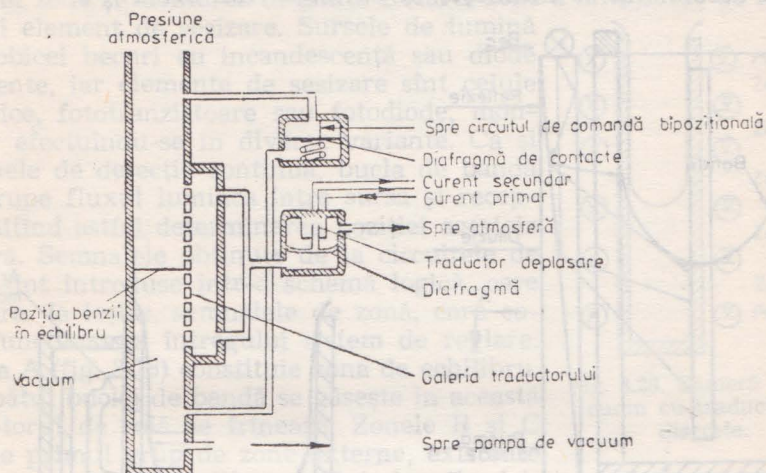 Presiune
atmosferică
Spre circuitul de comandă bipozițională
Diafragmă de contacte
Curent secundar
Curent primar
Spre atmosferă
Traductor deplasare
Diafragmă
Poziția benzii
în echilibru
Vacuum
Galeria traductorului
Spre pompa de vacuum